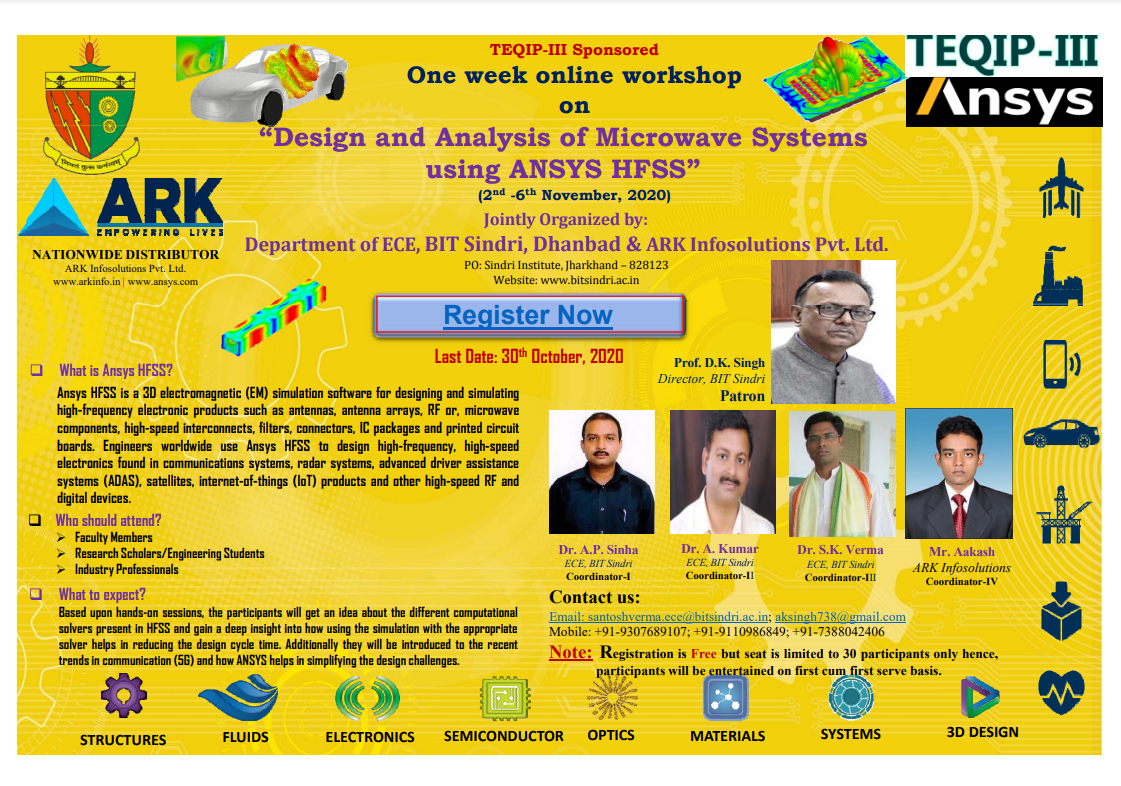 TEQIP-III Sponsored
One week online workshop
on
“Design and Analysis of Microwave Systems
using ANSYS HFSS”
(2nd -6th November, 2020)
Jointly Organized by:
Department of ECE, BIT Sindri, Dhanbad & ARK Infosolutions Pvt. Ltd.
PO: Sindri Institute, Jharkhand – 828123
Website: www.bitsindri.ac.in
TEQIP-III
Ansys
ARK
EMPOWERING LIVES
NATIONWIDE DISTRIBUTOR
ARK Infosolutions Pvt. Ltd.
www.arkinfo.in | www.ansys.com
Register Now
Last Date: 30th October, 2020
Prof. D.K. Singh
Director, BIT Sindri
Patron
What is Ansys HFSS?
Ansys HFSS is a 3D electromagnetic (EM) simulation software for designing and simulating
high-frequency electronic products such as antennas, antenna arrays, RF or, microwave
components, high-speed interconnects, filters, connectors, IC packages and printed circuit
boards. Engineers worldwide use Ansys HFSS to design high-frequency, high-speed
electronics found in communications systems, radar systems, advanced driver assistance
systems (ADAS), satellites, internet-of-things (IoT) products and other high-speed RF and
digital devices.
Who should attend?
Faculty Members
Research Scholars/Engineering Students
Industry Professionals
What to expect?
Based upon hands-on sessions, the participants will get an idea about the different computational
solvers present in HFSS and gain a deep insight into how using the simulation with the appropriate
solver helps in reducing the design cycle time. Additionally they will be introduced to the recent
trends in communication (5G) and how ANSYS helps in simplifying the design challenges.
Dr. A.P. Sinha
ECE, BIT Sindri
Coordinator-I
Dr. A. Kumar
ECE, BIT Sindri
Coordinator-II
Dr. S.K. Verma
ECE, BIT Sindri
Coordinator-III
Mr. Aakash
ARK Infosolutions
Coordinator-IV
Contact us:
Email: santoshverma.ece@bitsindri.ac.in; aksingh738@gmail.com
Mobile: +91-9307689107; +91-9110986849; +91-7388042406
Note: Registration is Free but seat is limited to 30 participants only hence,
participants will be entertained on first cum first serve basis.
STRUCTURES
FLUIDS
ELECTRONICS
SEMICONDUCTOR
OPTICS
MATERIALS
SYSTEMS
3D DESIGN